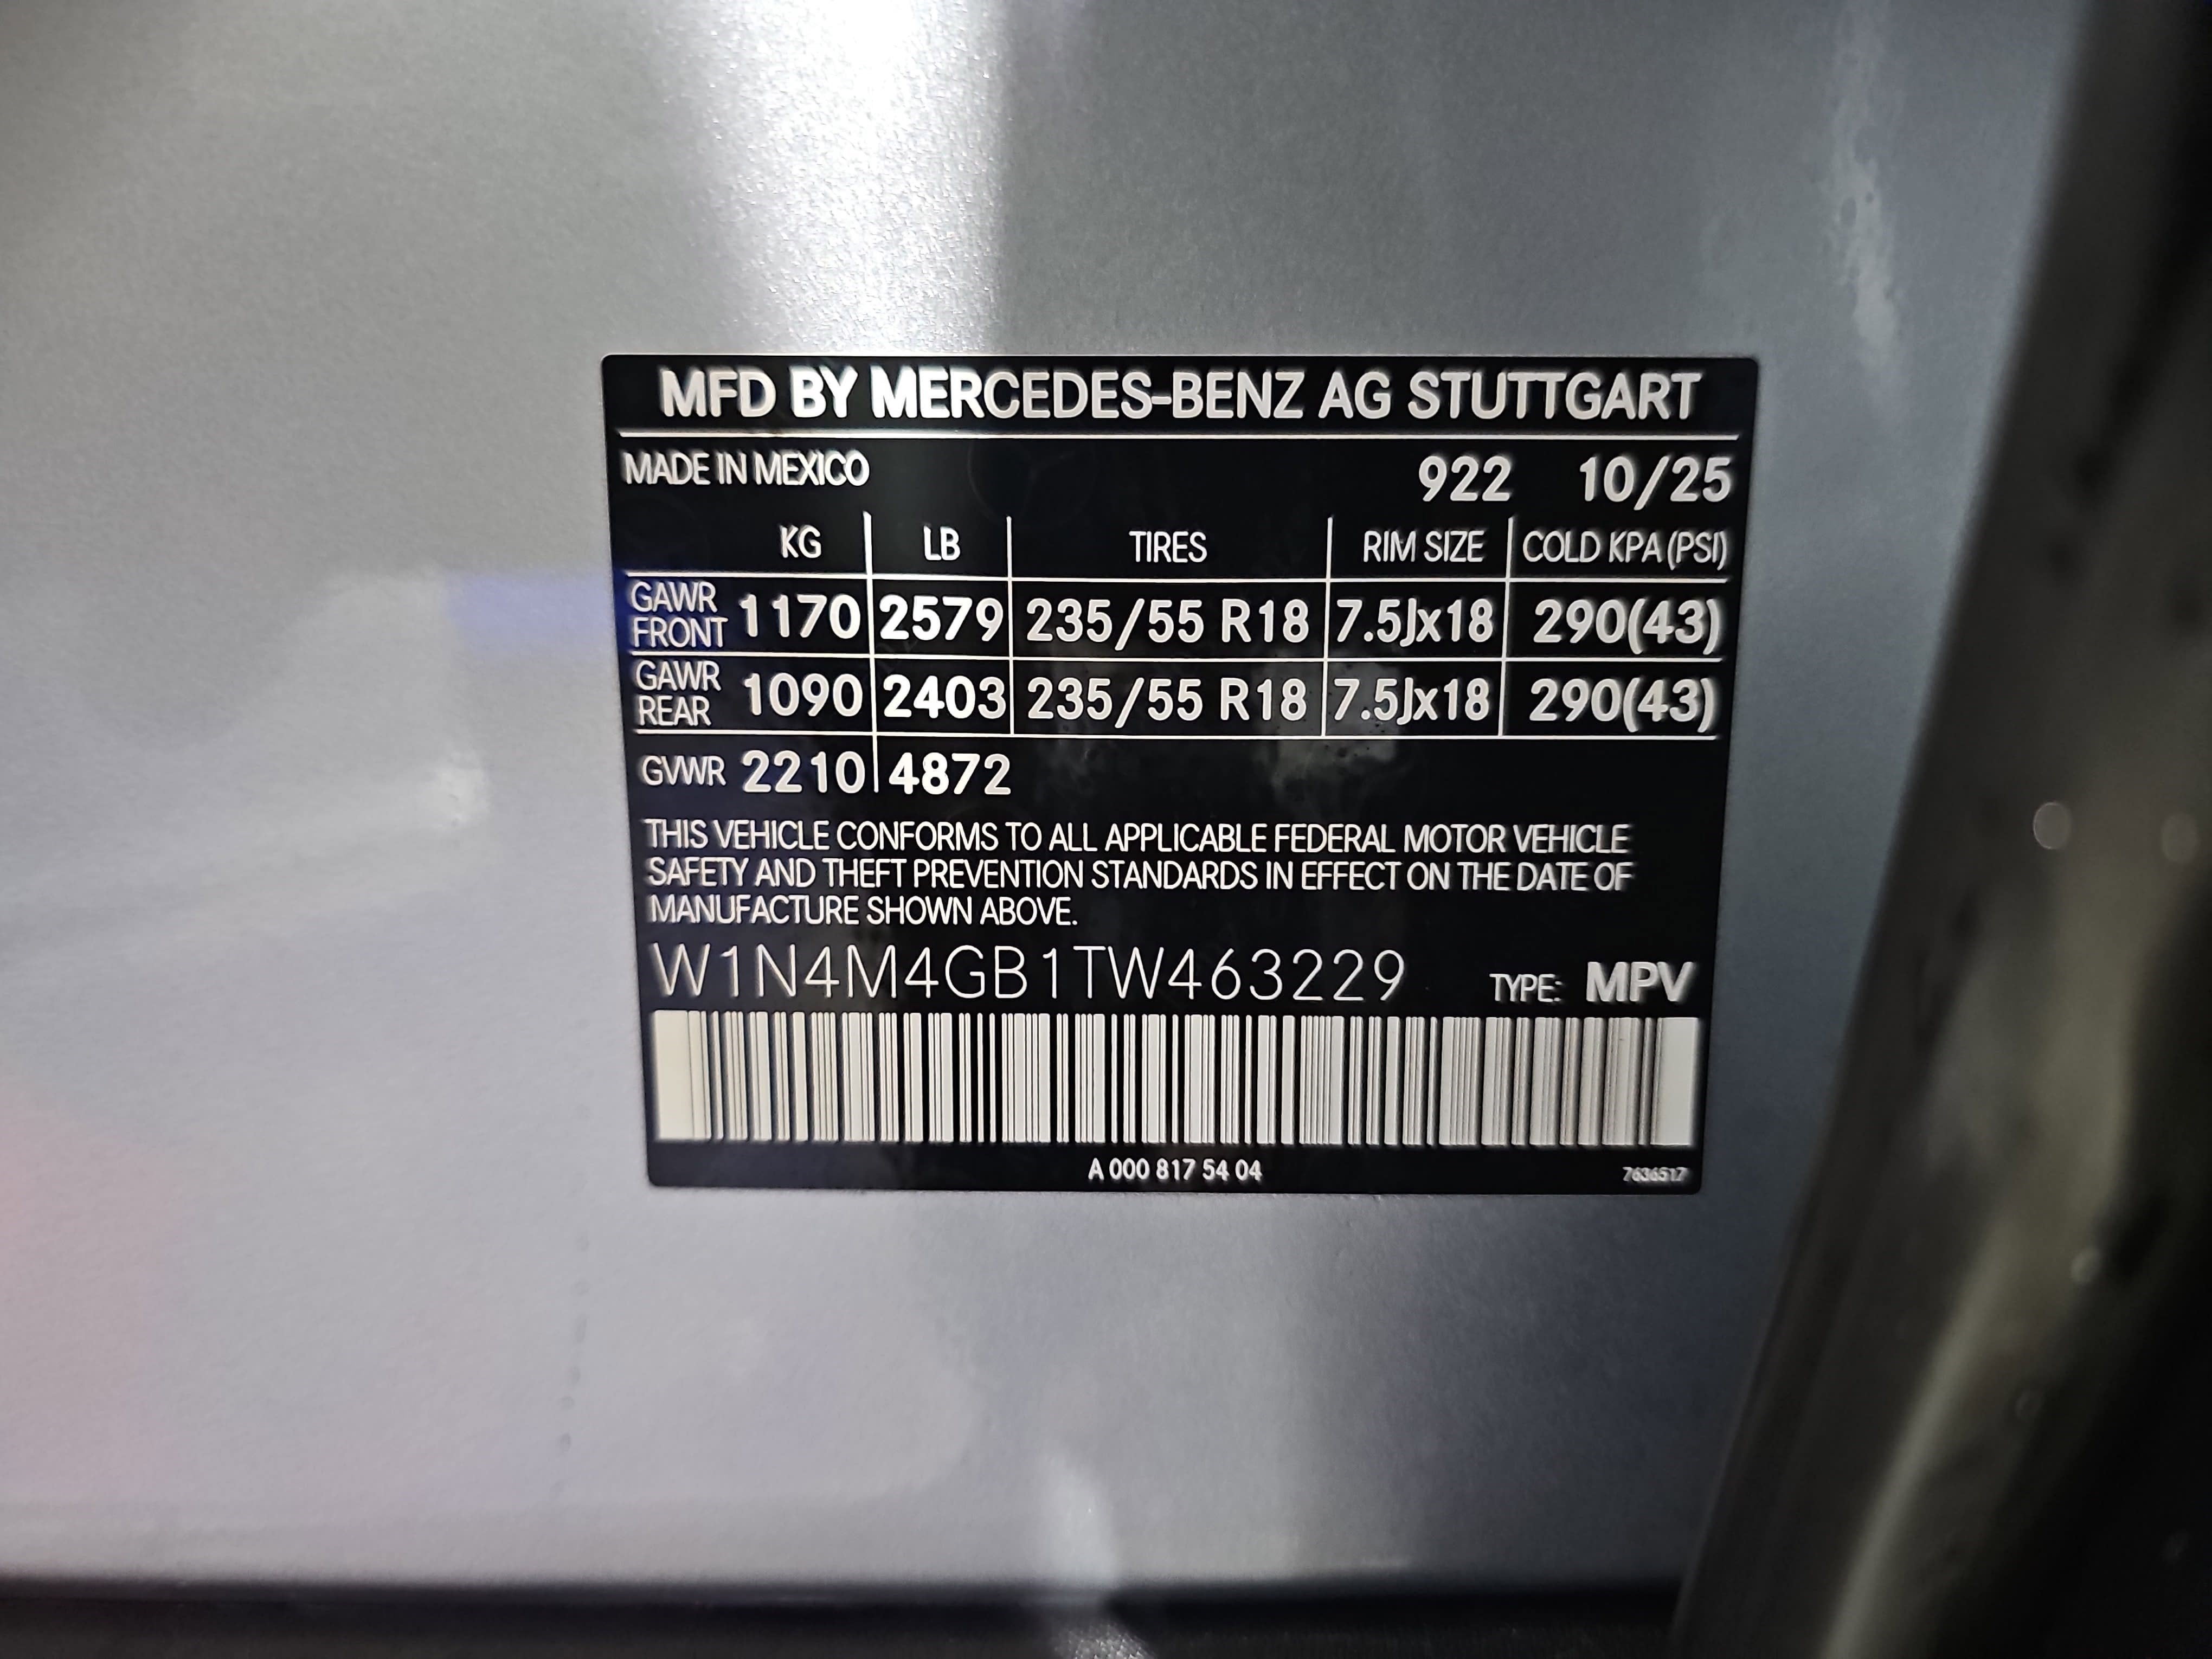 MFD BY MERCEDES-BENZ AG STUTTGART
MADE IN MEXICO 922 10/25
KG LB TIRES RIM SIZE COLD KPA (PSI)
GAWR FRONT 1170 2579 235/55 R18 7.5Jx18 290(43)
GAWR REAR 1090 2403 235/55 R18 7.5Jx18 290(43)
GVWR 2210 4872
THIS VEHICLE CONFORMS TO ALL APPLICABLE FEDERAL MOTOR VEHICLE
SAFETY AND THEFT PREVENTION STANDARDS IN EFFECT ON THE DATE OF
MANUFACTURE SHOWN ABOVE.
W1N4M4GB1TW463229 TYPE: MPV
A 000 817 54 04 7636517